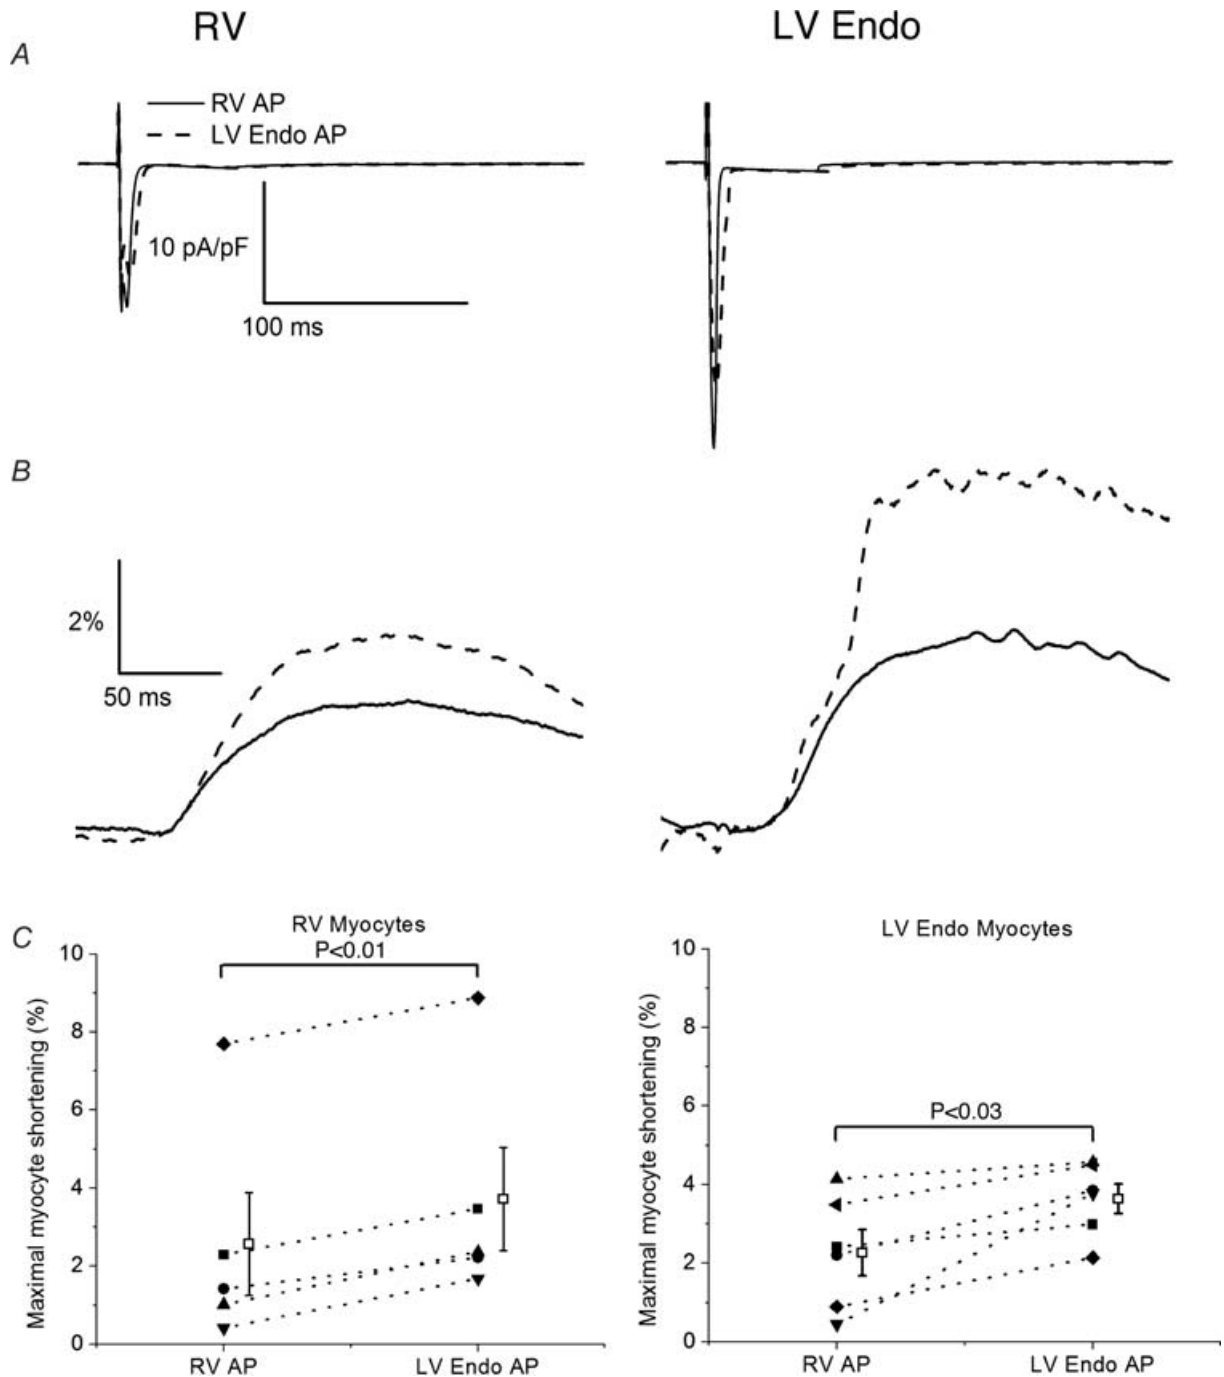 RV
LV Endo
A
RV AP
LV Endo AP
10 pA/pF
100 ms
B
2%
50 ms
C
RV Myocytes
P<0.01
Maximal myocyte shortening (%)
10
8
6
4
2
0
RV AP
LV Endo AP
LV Endo Myocytes
P<0.03
Maximal myocyte shortening (%)
10
8
6
4
2
0
RV AP
LV Endo AP